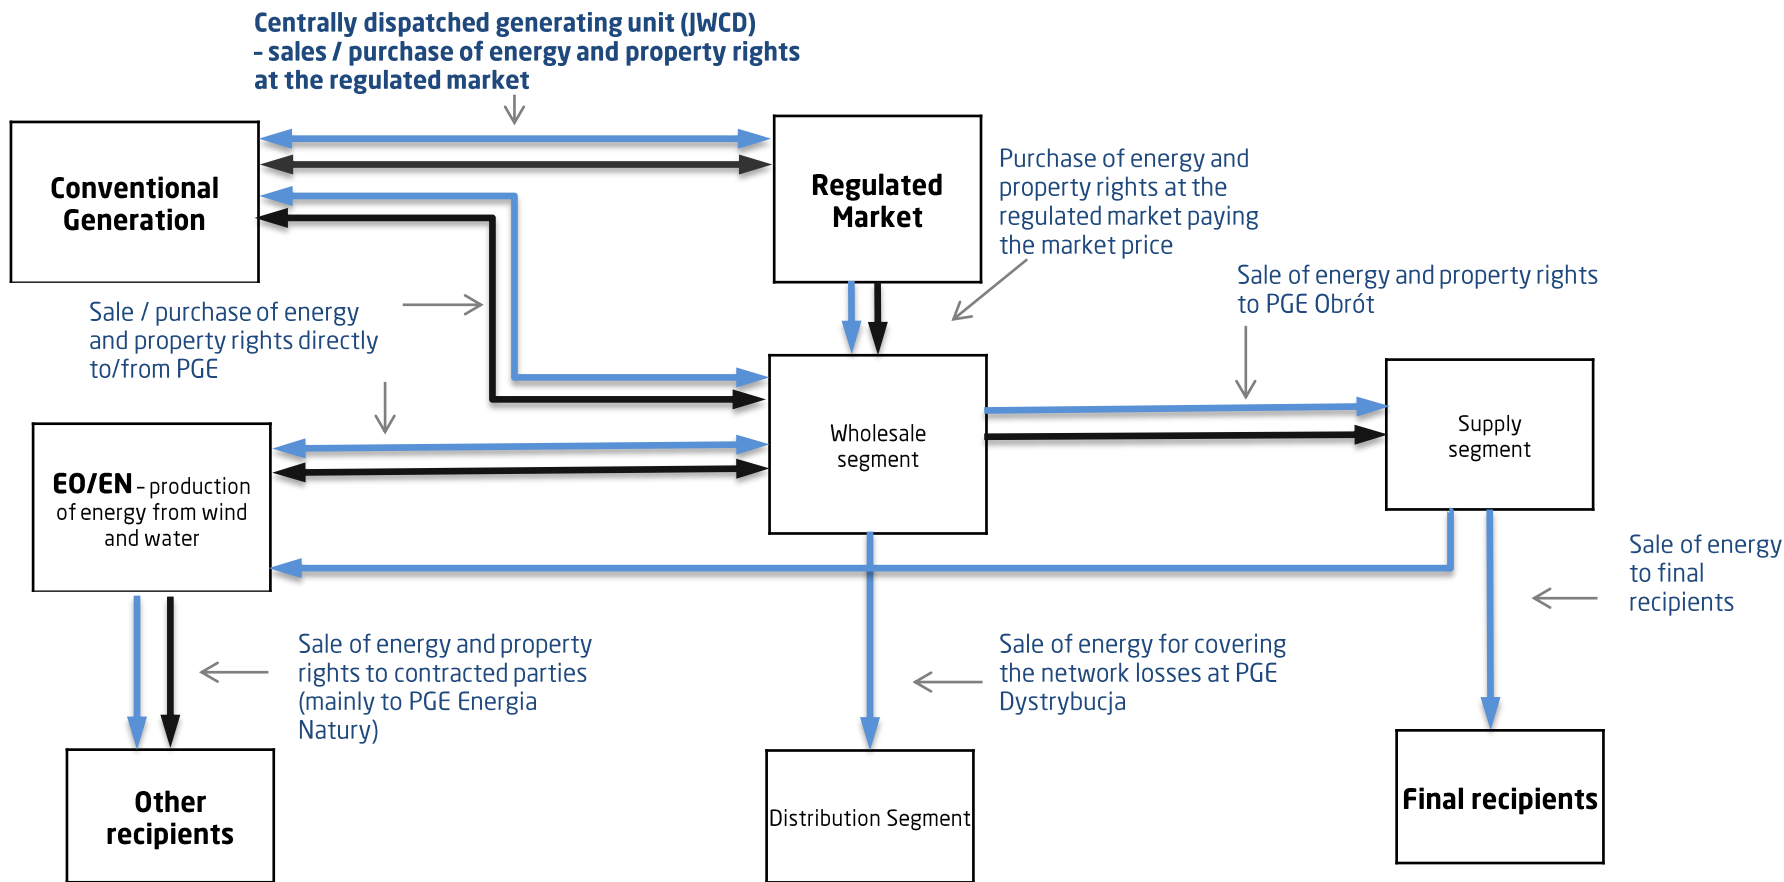 Centrally dispatched generating unit (JWCD)
– sales / purchase of energy and property rights
at the regulated market
Conventional
Generation
Regulated
Market
Purchase of energy and
property rights at the
regulated market paying
the market price
Sale of energy and property rights
to PGE Obrót
Sale / purchase of energy
and property rights directly
to/from PGE
Wholesale
segment
Supply
segment
EO/EN – production
of energy from wind
and water
Sale of energy
to final
recipients
Sale of energy and property
rights to contracted parties
(mainly to PGE Energia
Natury)
Sale of energy for covering
the network losses at PGE
Dystrybucja
Other
recipients
Distribution Segment
Final recipients